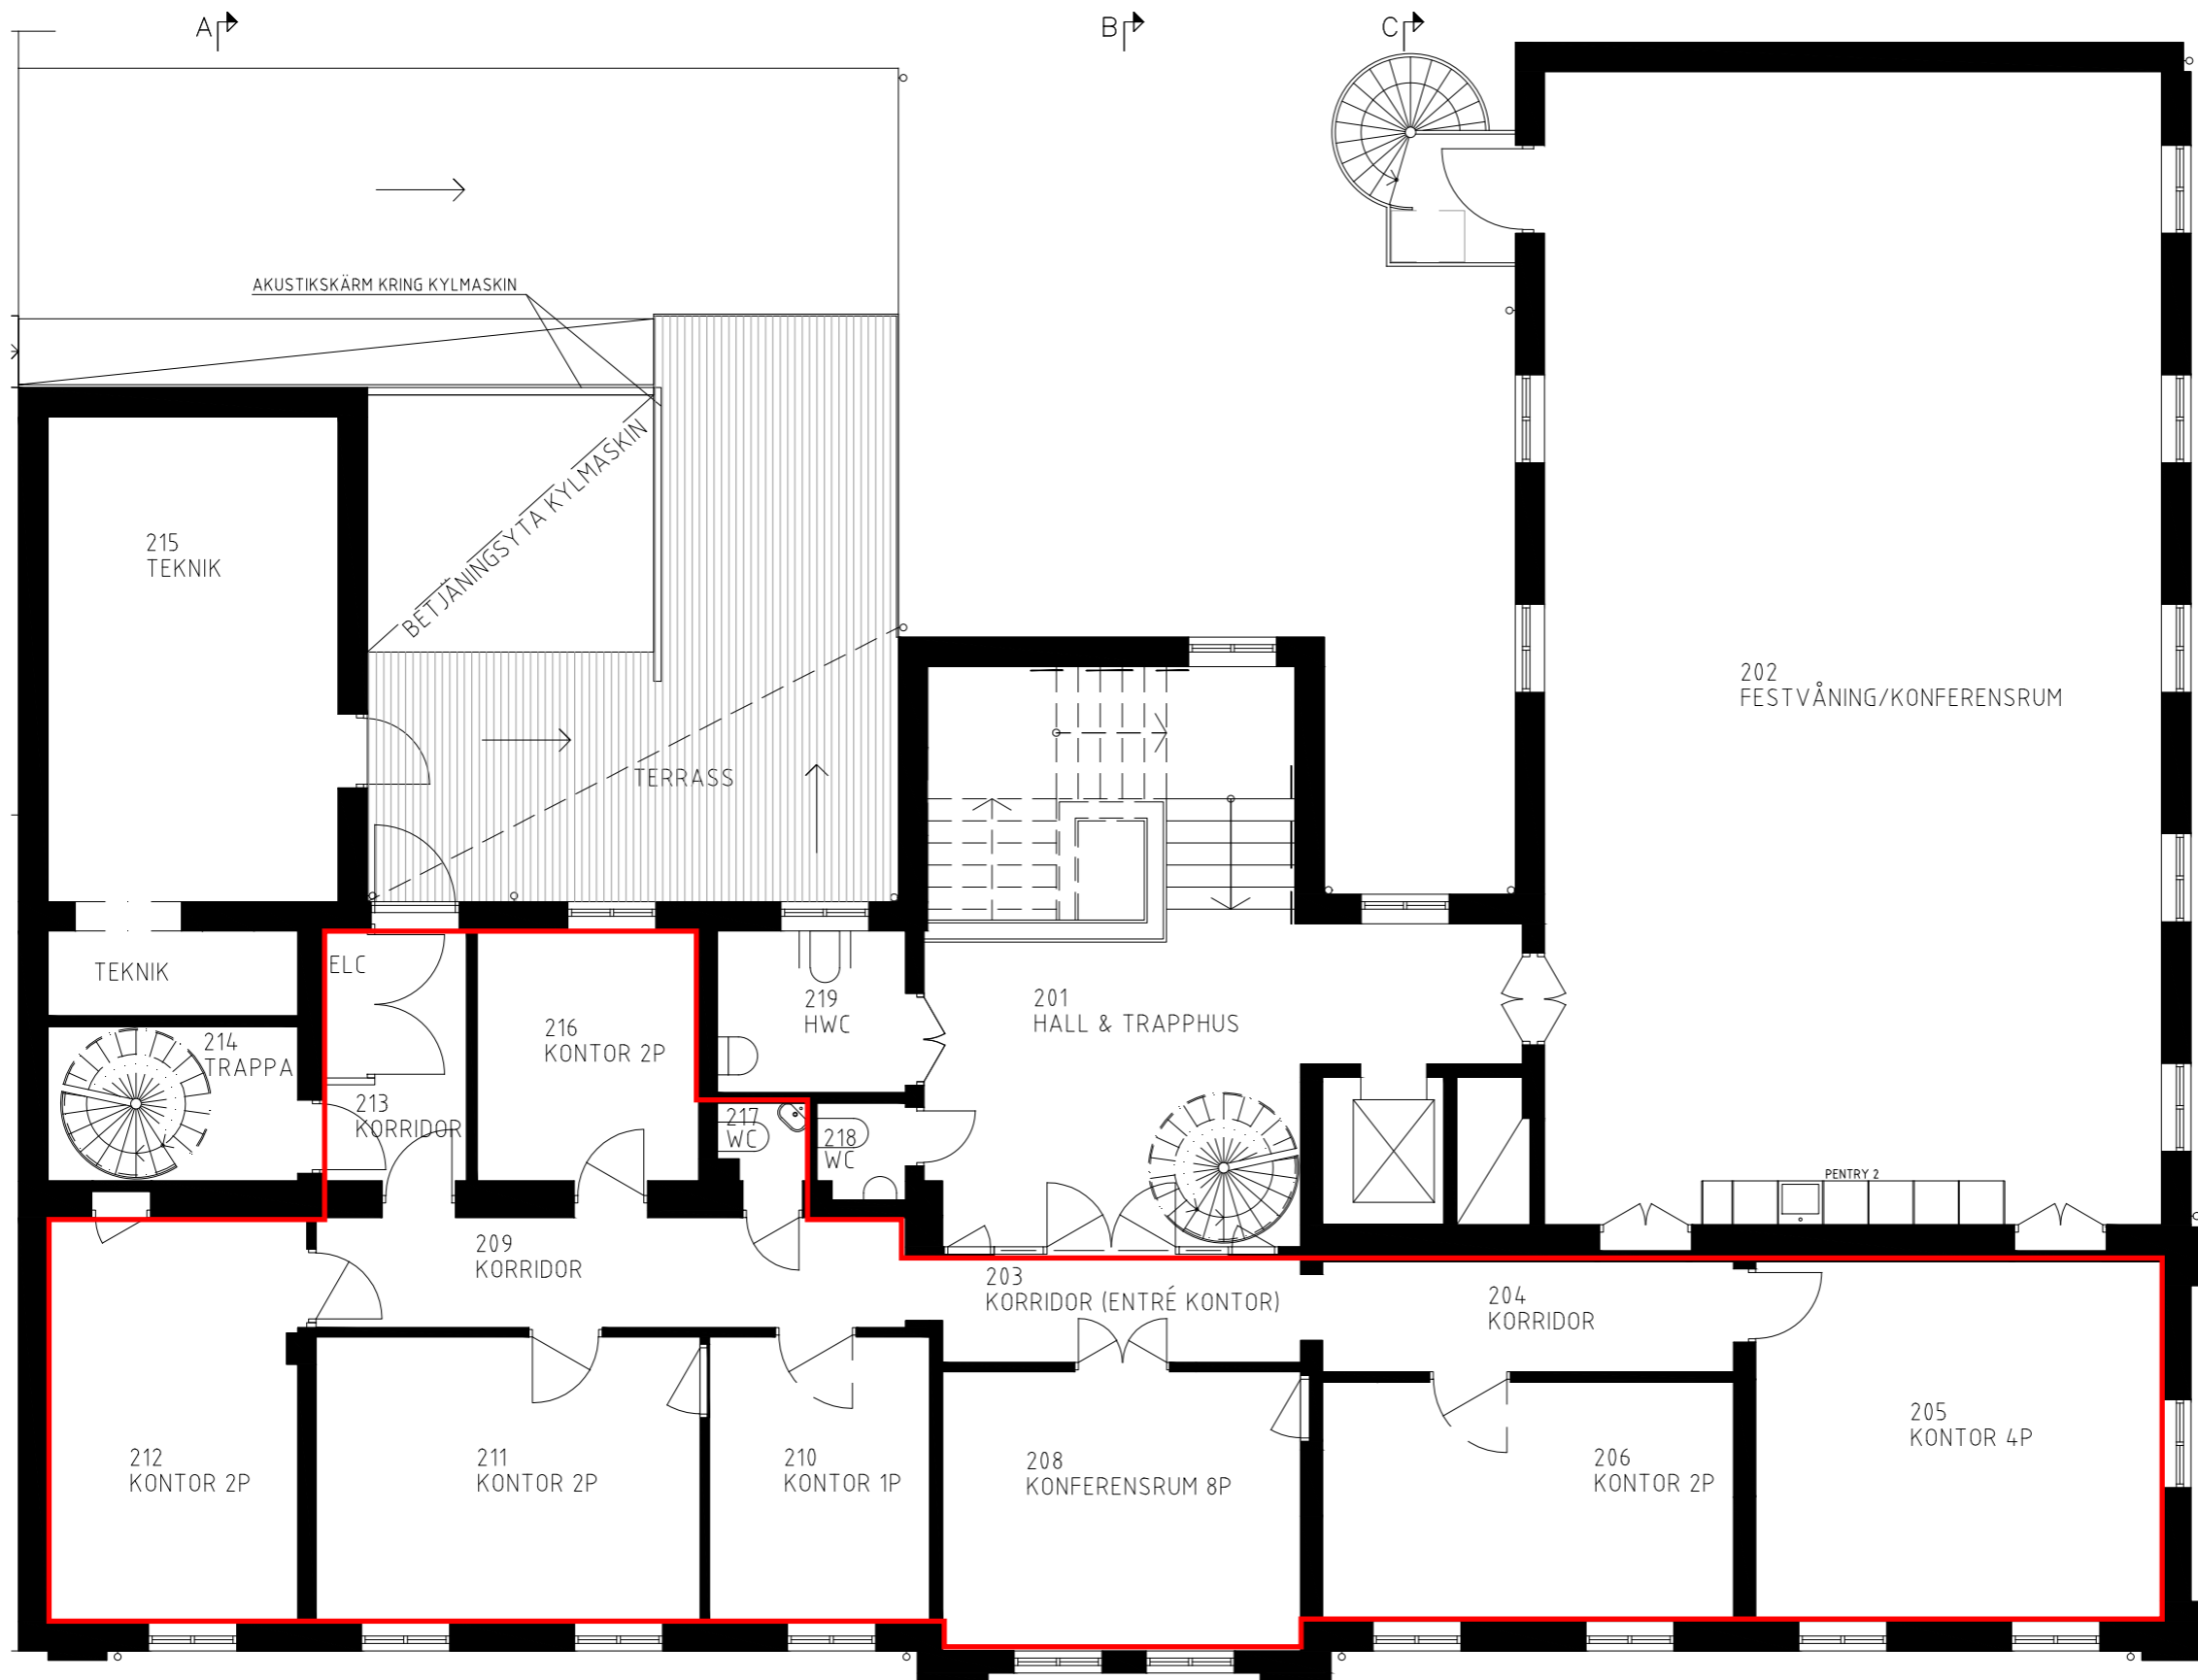 A
B
C
AKUSTIKSKÄRM KRING KYLMASKIN
BETJÄNINGSYTA KYLMASKIN
215
TEKNIK
202
FESTVÅNING/KONFERENSRUM
TERRASS
TEKNIK
ELC
216
KONTOR 2P
219
HWC
201
HALL & TRAPPHUS
214
TRAPPA
213
KORRIDOR
217
WC
218
WC
PENTRY 2
209
KORRIDOR
203
KORRIDOR (ENTRÉ KONTOR)
204
KORRIDOR
205
KONTOR 4P
212
KONTOR 2P
211
KONTOR 2P
210
KONTOR 1P
208
KONFERENSRUM 8P
206
KONTOR 2P